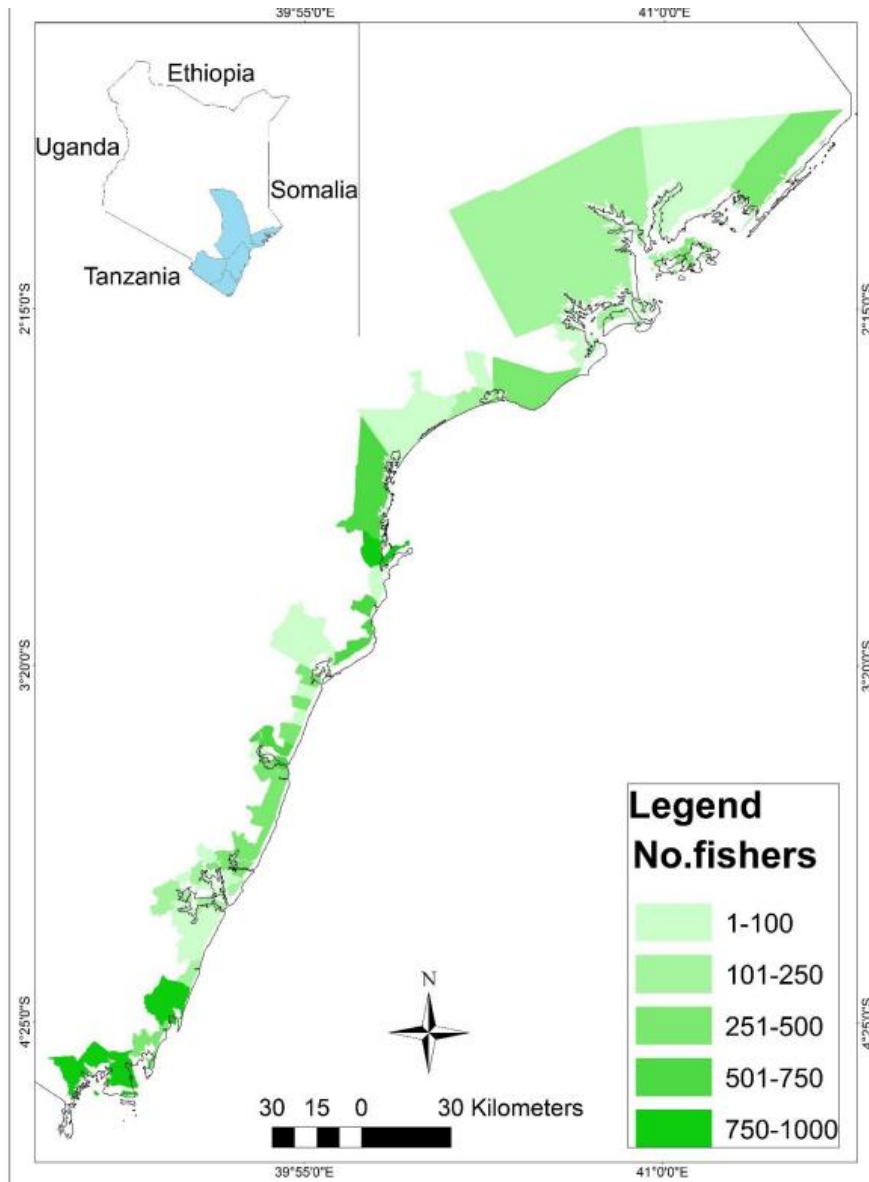 39°55'0"E
41°0'0"E
Ethiopia
Uganda
Somalia
Tanzania
2°15'0"S
2°15'0"S
3°20'0"S
3°20'0"S
4°25'0"S
4°25'0"S
Legend
No.fishers
1-100
101-250
251-500
501-750
750-1000
N
30 15 0 30 Kilometers
39°55'0"E
41°0'0"E